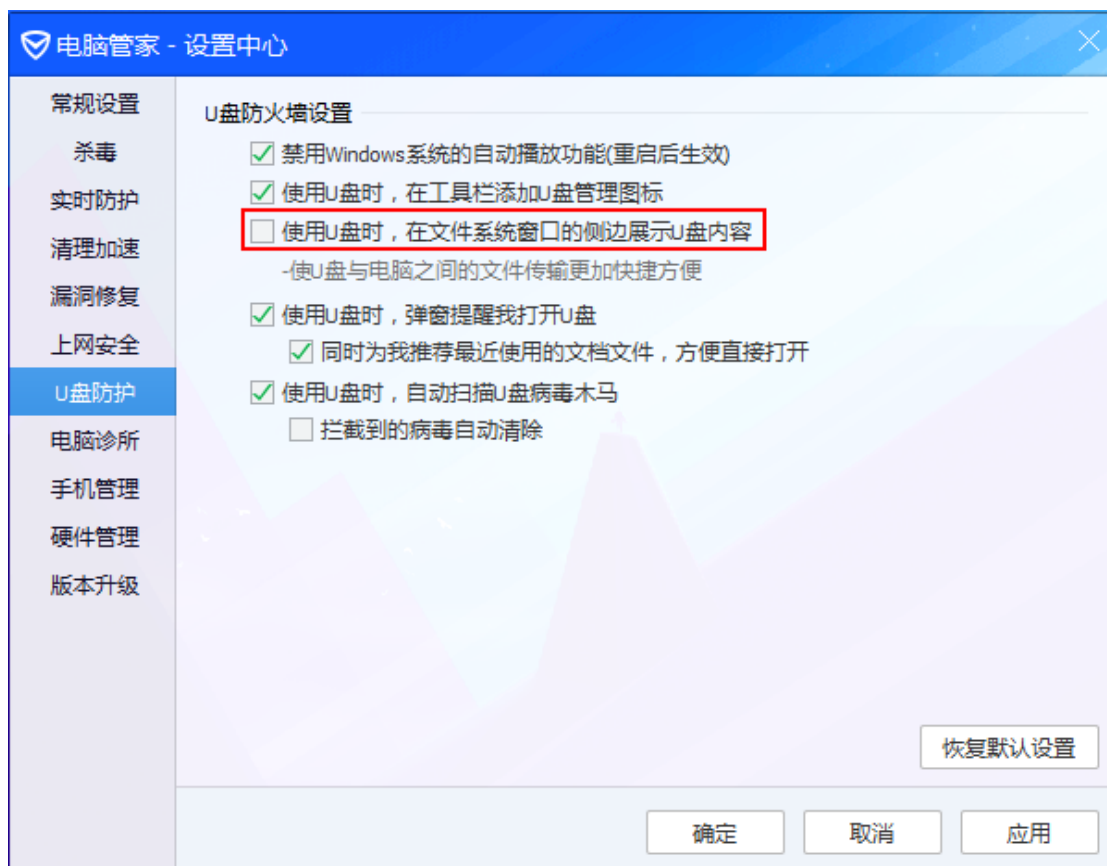 电脑管家 - 设置中心
常规设置
杀毒
实时防护
清理加速
漏洞修复
上网安全
U盘防护
电脑诊所
手机管理
硬件管理
版本升级
U盘防火墙设置
禁用Windows系统的自动播放功能(重启后生效)
使用U盘时，在工具栏添加U盘管理图标
使用U盘时，在文件系统窗口的侧边展示U盘内容
-使U盘与电脑之间的文件传输更加快捷方便
使用U盘时，弹窗提醒我打开U盘
同时为我推荐最近使用的文档文件，方便直接打开
使用U盘时，自动扫描U盘病毒木马
拦截到的病毒自动清除
恢复默认设置
确定
取消
应用